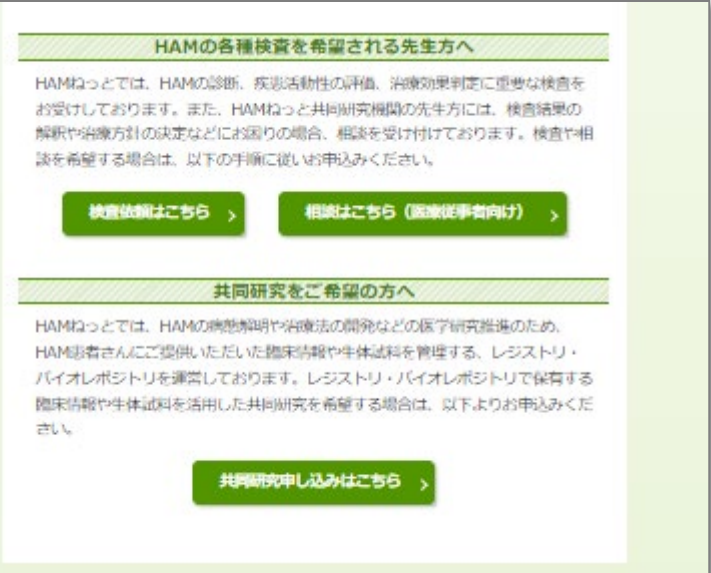 HAMの各種検査を希望される先生方へ
HAMねっとでは、HAMの診断、疾患活動性の評価、治療効果判定に重要な検査を
お受けしております。また、HAMねっと共同研究機関の先生方には、検査結果の
解釈や治療方針の決定などにお困りの場合、相談を受け付けております。検査や相
談を希望する場合は、以下の手順に従いお申込みください。
検査依頼はこちら
相談はこちら（医療従事者向け）
共同研究をご希望の方へ
HAMねっとでは、HAMの病態解明や治療法の開発などの医学研究推進のため、
HAM患者さんにご提供いただいた臨床情報や生体試料を管理する、レジストリ・
バイオレポジトリを運営しております。レジストリ・バイオレポジトリで保有する
臨床情報や生体試料を活用した共同研究を希望する場合は、以下よりお申込みくだ
さい。
共同研究申し込みはこちら